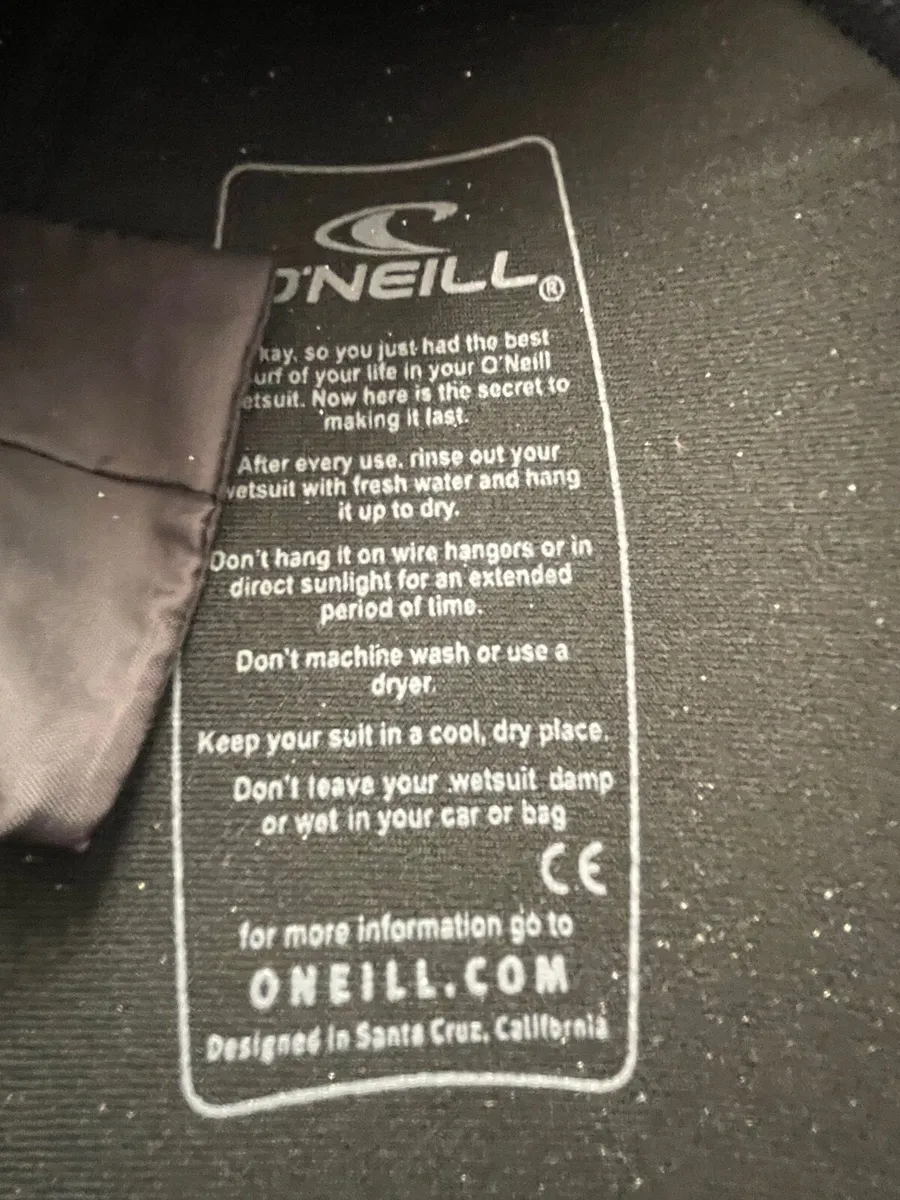 O'NEILL®
kay, so you just had the best
urf of your life in your O'Neill
etsuit. Now here is the secret to
making it last.
After every use, rinse out your
wetsuit with fresh water and hang
it up to dry.
Don't hang it on wire hangors or in
direct sunlight for an extended
period of time.
Don't machine wash or use a
dryer.
Keep your suit in a cool, dry place.
Don't leave your wetsuit damp
or wet in your car or bag
CE
for more information go to
ONEILL.COM
Designed in Santa Cruz, California